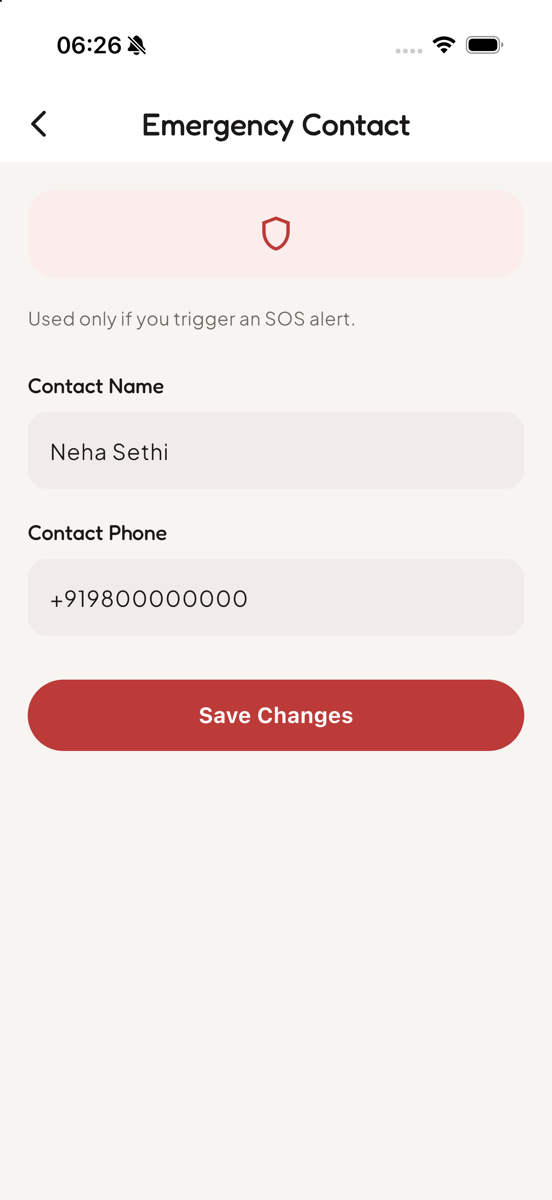 06:26
Emergency Contact
Used only if you trigger an SOS alert.
Contact Name
Neha Sethi
Contact Phone
+919800000000
Save Changes